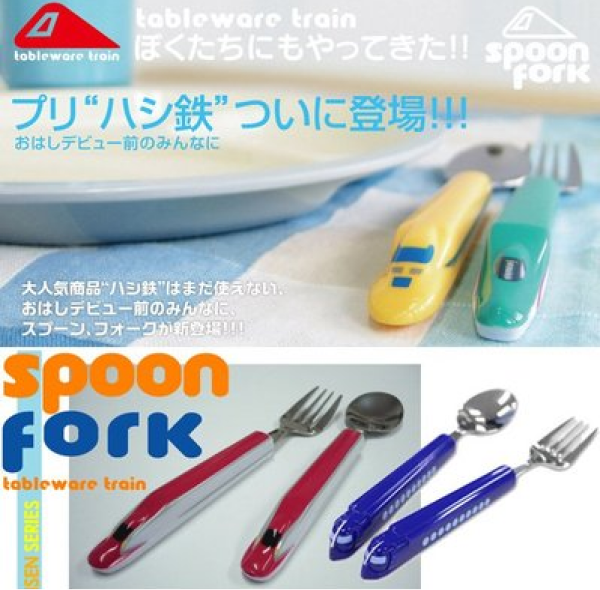 tableware train
tableware train
ぼくたちにもやってきた!!
spoon
fork
プリ“ハシ鉄”ついに登場!!!
おはしデビュー前のみんなに
大人気商品“ハシ鉄”はまだ使えない、
おはしデビュー前のみんなに、
スプーン、フォークが新登場!!!
spoon
fork
tableware train
SEN SERIES